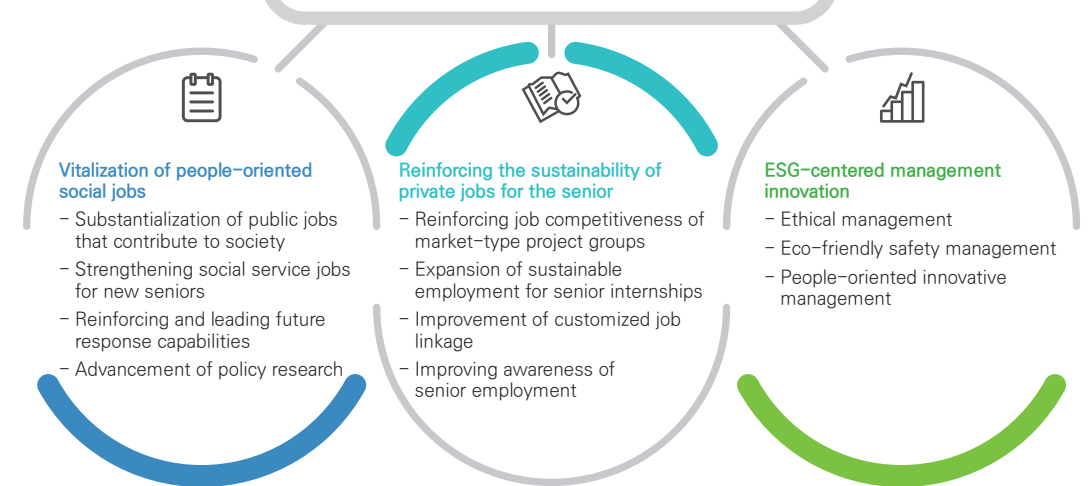 Vitalization of people-oriented
social jobs
- Substantialization of public jobs
that contribute to society
- Strengthening social service jobs
for new seniors
- Reinforcing and leading future
response capabilities
- Advancement of policy research
Reinforcing the sustainability of
private jobs for the senior
- Reinforcing job competitiveness of
market-type project groups
- Expansion of sustainable
employment for senior internships
- Improvement of customized job
linkage
- Improving awareness of
senior employment
ESG-centered management
innovation
- Ethical management
- Eco-friendly safety management
- People-oriented innovative
management